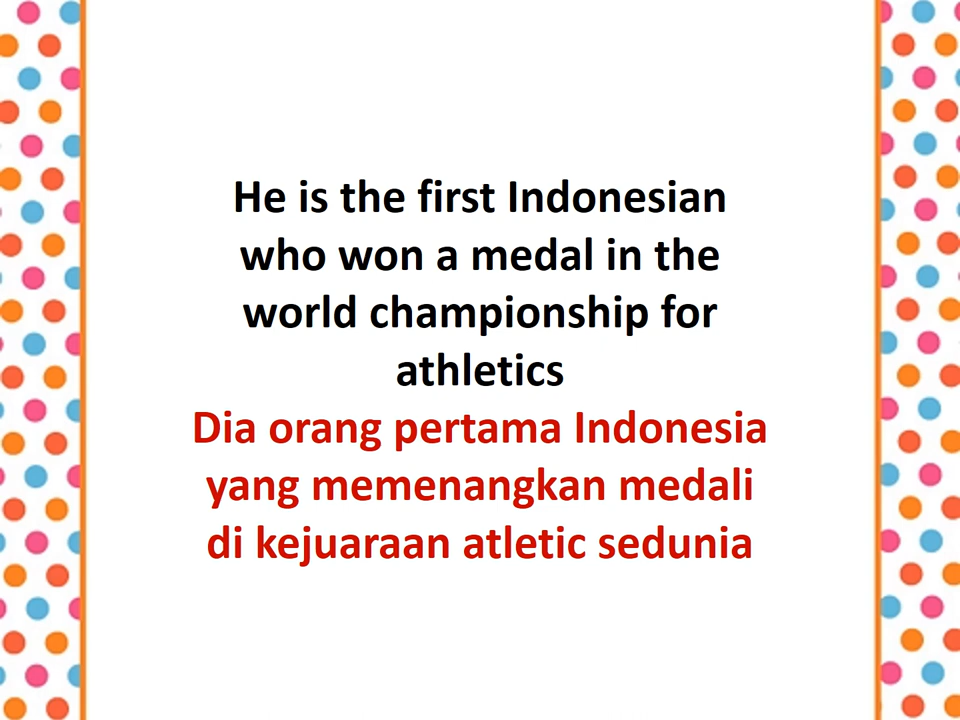 He is the first Indonesian
who won a medal in the
world championship for
athletics
Dia orang pertama Indonesia
yang memenangkan medali
di kejuaraan atletic sedunia